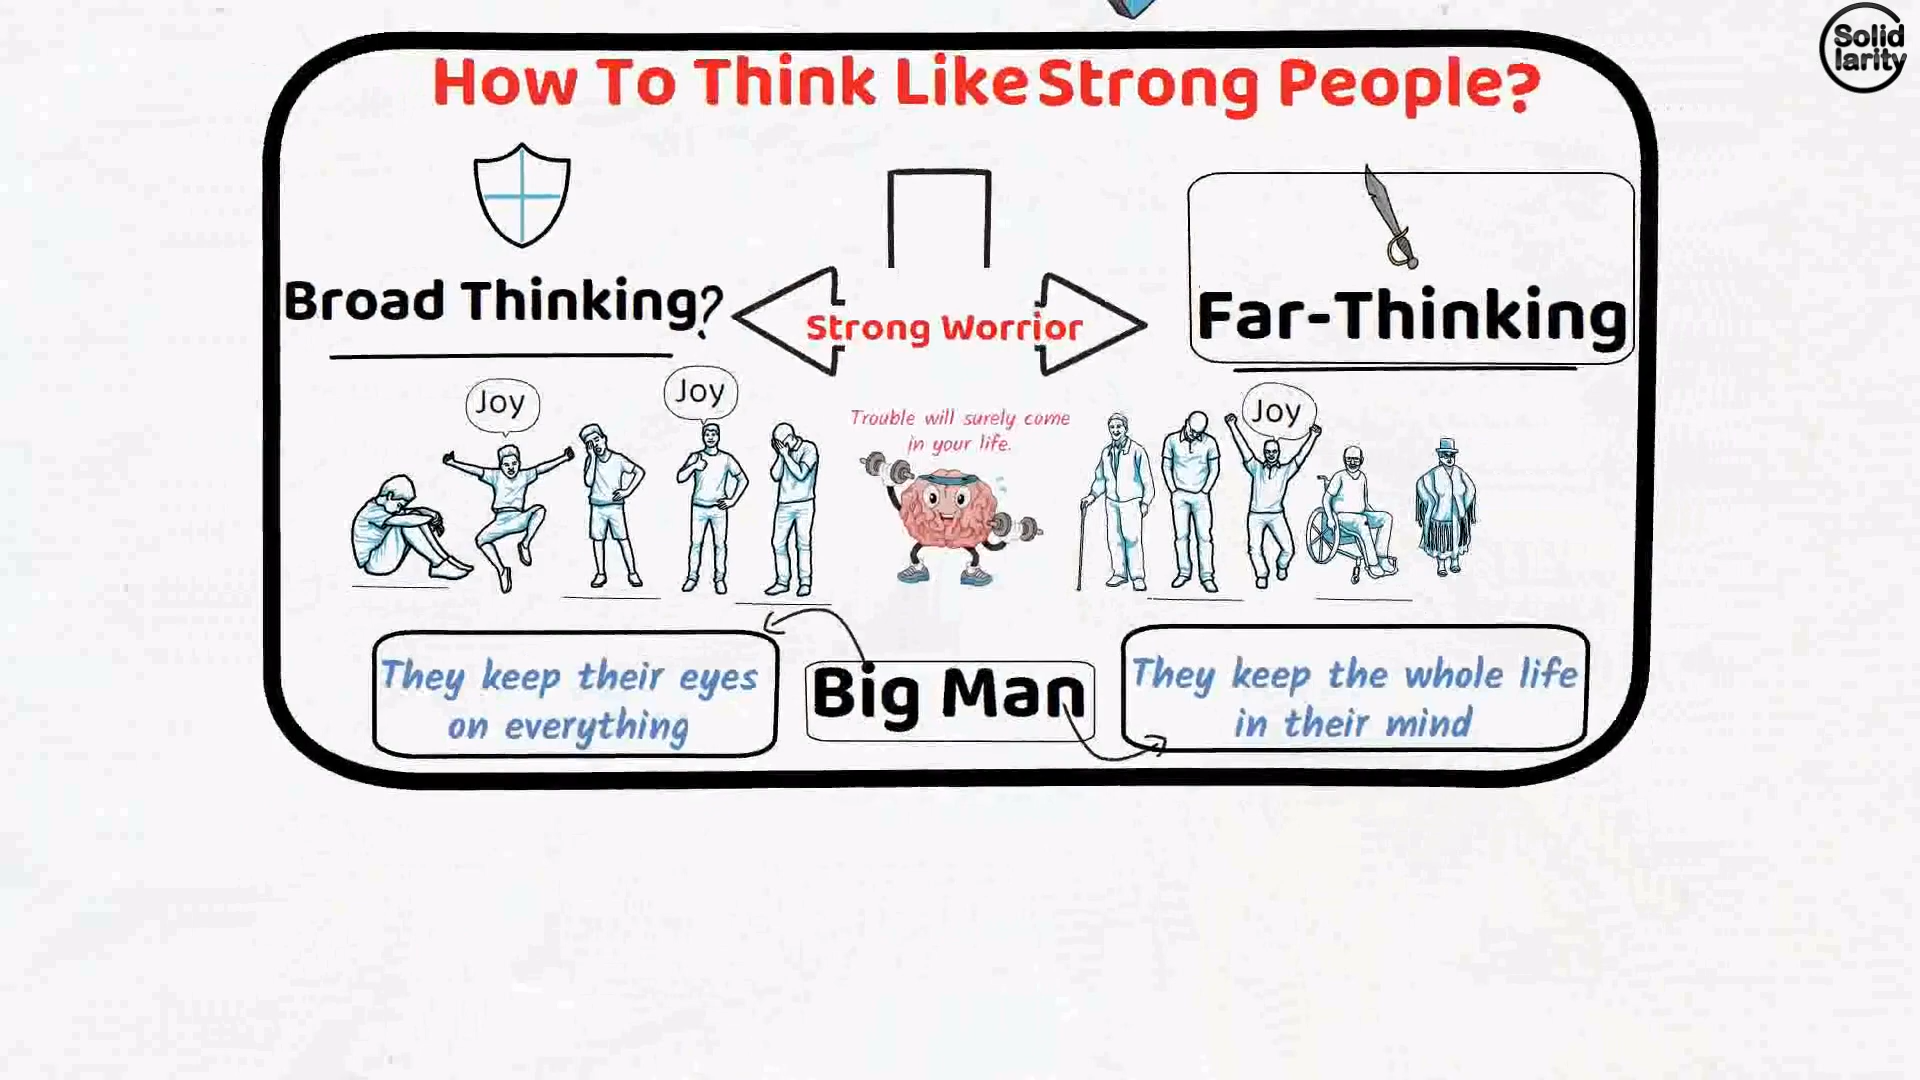 Solid
larity
How To Think Like Strong People?
Broad Thinking?
Strong Worrior
Far-Thinking
Joy
Joy
Joy
Trouble will surely come
in your life.
They keep their eyes
on everything
Big Man
They keep the whole life
in their mind